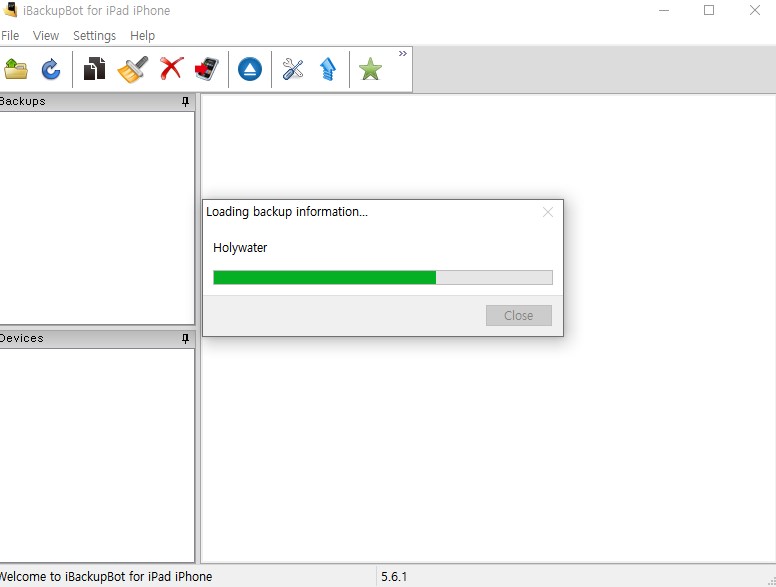 iBackupBot for iPad iPhone
File View Settings Help
»
Backups
Loading backup information...
Holywater
Close
Devices
Welcome to iBackupBot for iPad iPhone
5.6.1